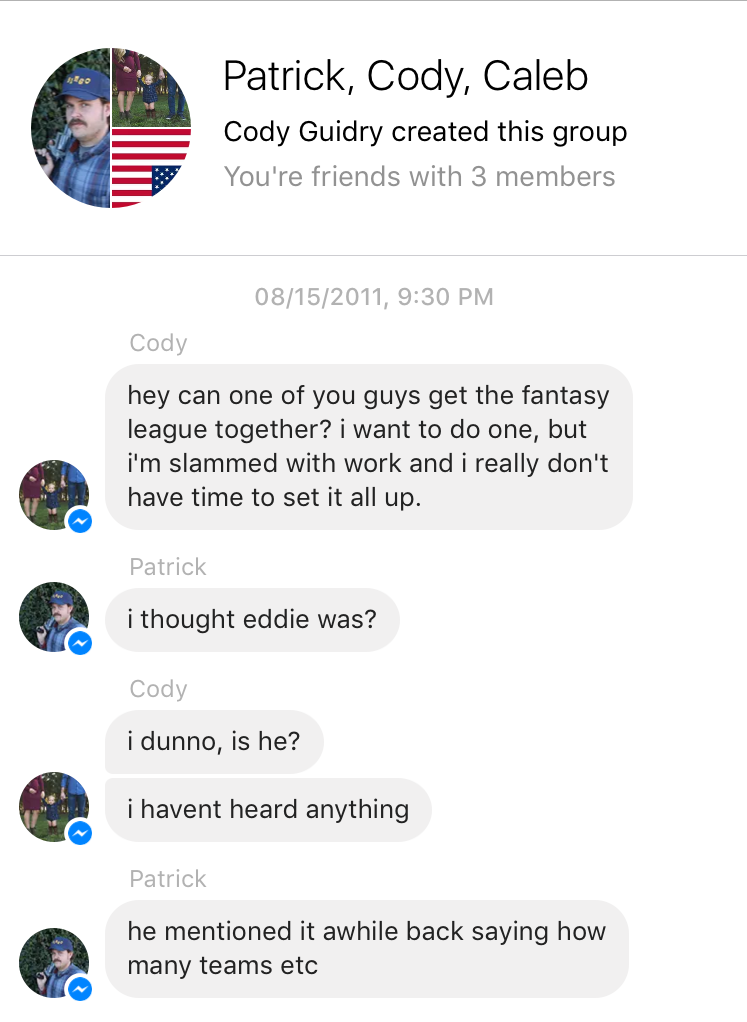 Patrick, Cody, Caleb
Cody Guidry created this group
You're friends with 3 members
08/15/2011, 9:30 PM
Cody
hey can one of you guys get the fantasy
league together? i want to do one, but
i'm slammed with work and i really don't
have time to set it all up.
Patrick
i thought eddie was?
Cody
i dunno, is he?
i havent heard anything
Patrick
he mentioned it awhile back saying how
many teams etc